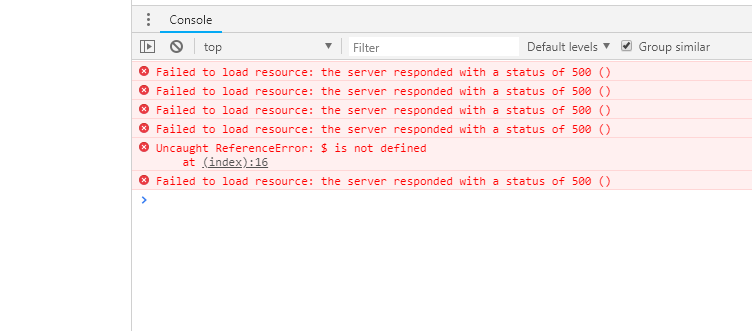 Console
top Filter Default levels Group similar
Failed to load resource: the server responded with a status of 500 ()
Failed to load resource: the server responded with a status of 500 ()
Failed to load resource: the server responded with a status of 500 ()
Failed to load resource: the server responded with a status of 500 ()
Uncaught ReferenceError: $ is not defined
at (index):16
Failed to load resource: the server responded with a status of 500 ()